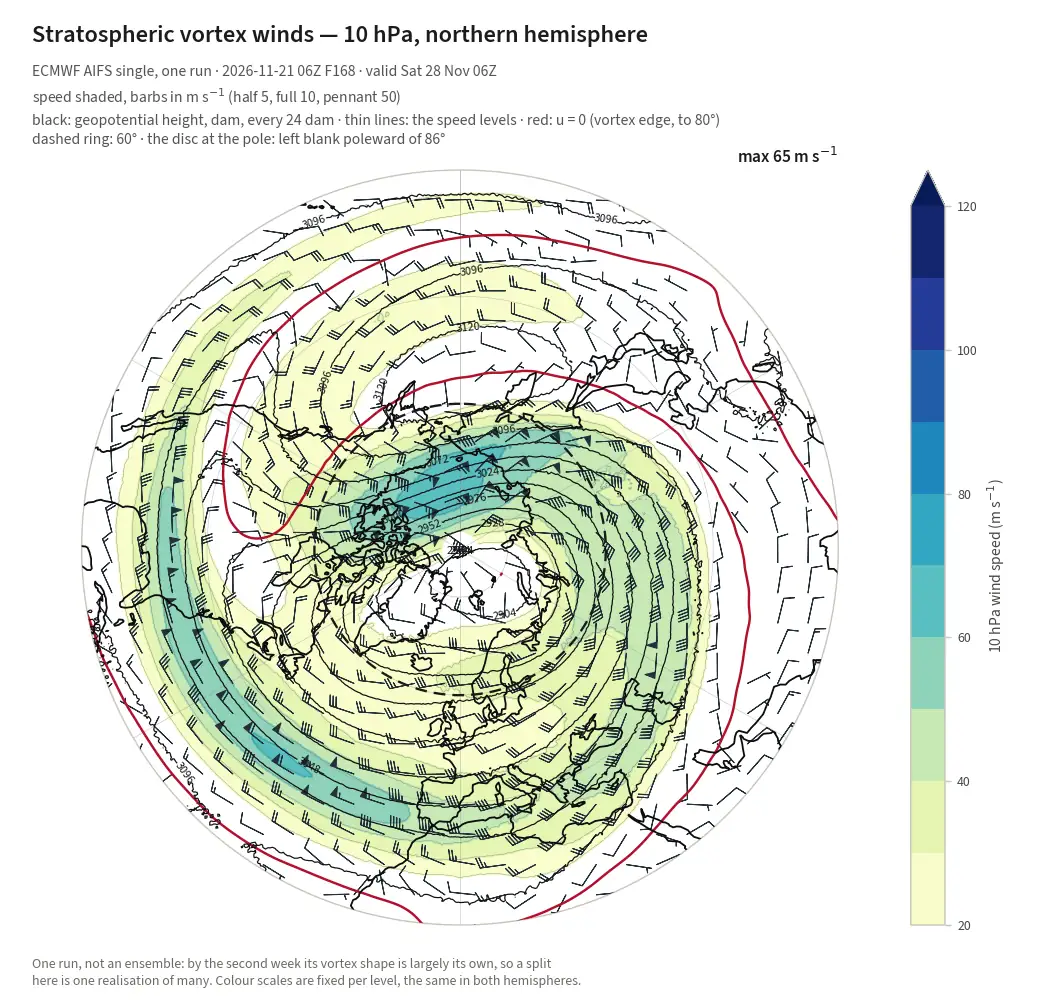 Stratospheric vortex winds — 10 hPa, northern hemisphere
ECMWF AIFS single, one run · 2026-11-21 06Z F168 · valid Sat 28 Nov 06Z
speed shaded, barbs in m s⁻¹ (half 5, full 10, pennant 50)
black: geopotential height, dam, every 24 dam · thin lines: the speed levels · red: u = 0 (vortex edge, to 80°)
dashed ring: 60° · the disc at the pole: left blank poleward of 86°
max 65 m s⁻¹
120
100
80
60
40
20
10 hPa wind speed (m s⁻¹)
3096
3096
3096
3120
3096
3120
3096
3072
3024
2976
2952
2928
2904
3048
3096
One run, not an ensemble: by the second week its vortex shape is largely its own, so a split
here is one realisation of many. Colour scales are fixed per level, the same in both hemispheres.